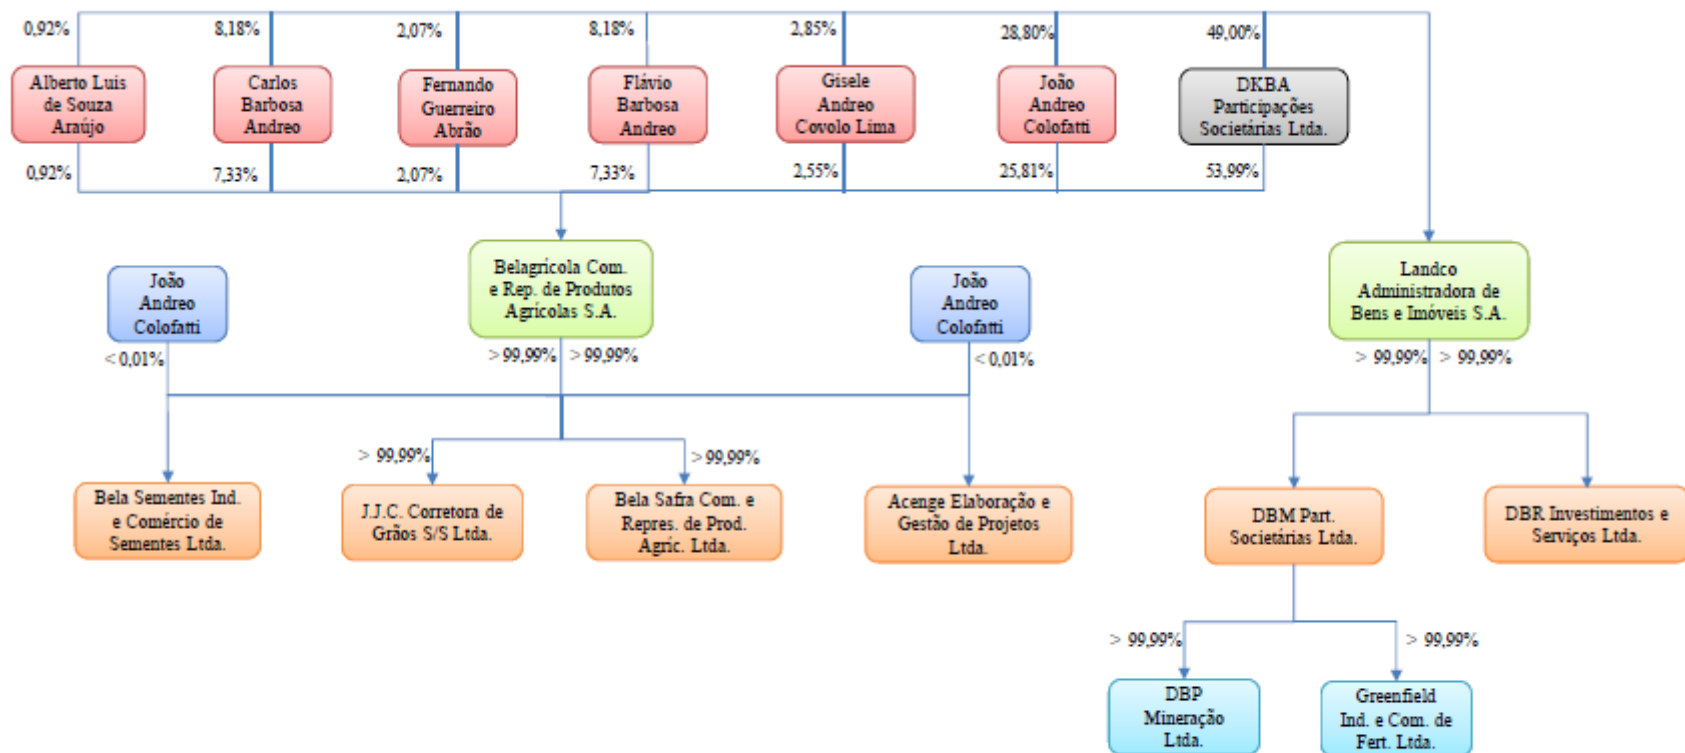 0,92%
8,18%
2,07%
8,18%
2,85%
28,80%
49,00%
Alberto Luis
de Souza
Araújo
Carlos
Barbosa
Andreo
Fernando
Guerreiro
Abrão
Flávio
Barbosa
Andreo
Gisele
Andreo
Covolo Lima
João
Andreo
Colofatti
DKBA
Participações
Societárias Ltda.
0,92%
7,33%
2,07%
7,33%
2,55%
25,81%
53,99%
João
Andreo
Colofatti
Belagrícola Com.
e Rep. de Produtos
Agrícolas S.A.
João
Andreo
Colofatti
Landco
Administradora de
Bens e Imóveis S.A.
< 0,01%
> 99,99%
> 99,99%
< 0,01%
> 99,99%
> 99,99%
> 99,99%
> 99,99%
Bela Sementes Ind.
e Comércio de
Sementes Ltda.
J.J.C. Corretora de
Grãos S/S Ltda.
Bela Safra Com. e
Repres. de Prod.
Agríc. Ltda.
Acenge Elaboração e
Gestão de Projetos
Ltda.
DBM Part.
Societárias Ltda.
DBR Investimentos e
Serviços Ltda.
> 99,99%
> 99,99%
DBP
Mineração
Ltda.
Greenfield
Ind. e Com. de
Fert. Ltda.